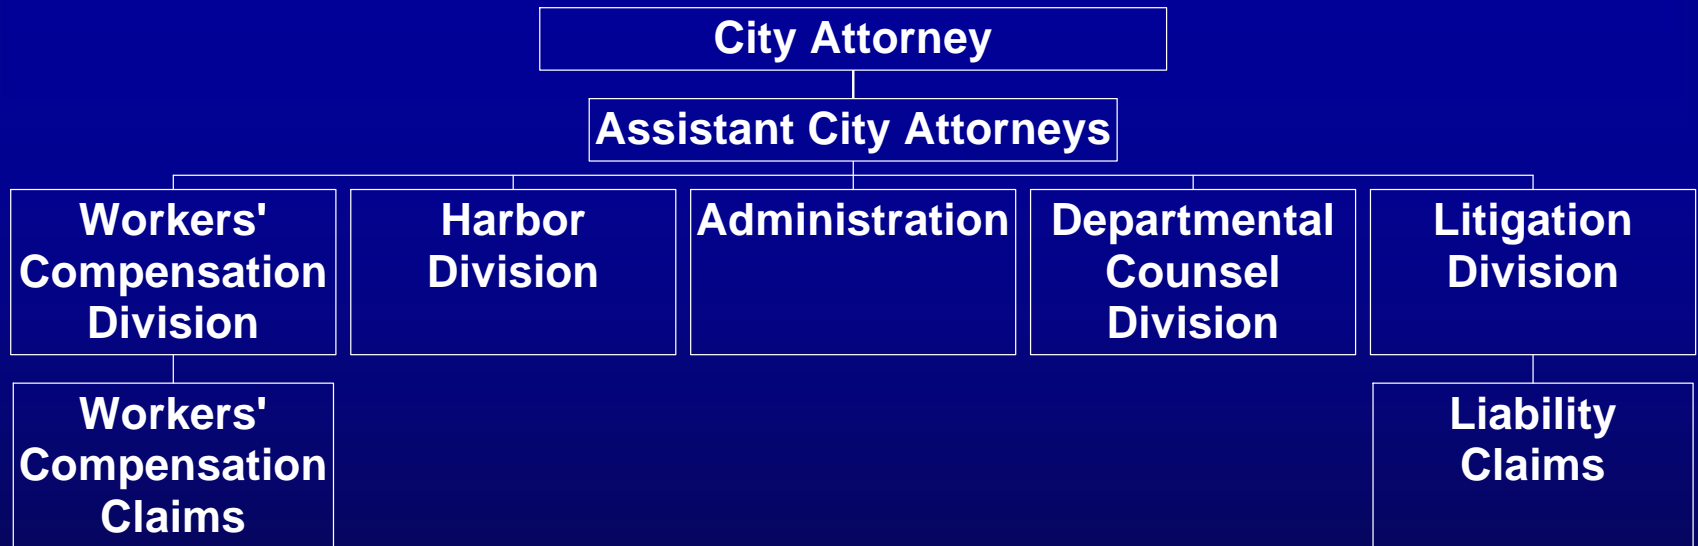 City Attorney
Assistant City Attorneys
Workers'
Compensation
Division
Harbor
Division
Administration
Departmental
Counsel
Division
Litigation
Division
Workers'
Compensation
Claims
Liability
Claims